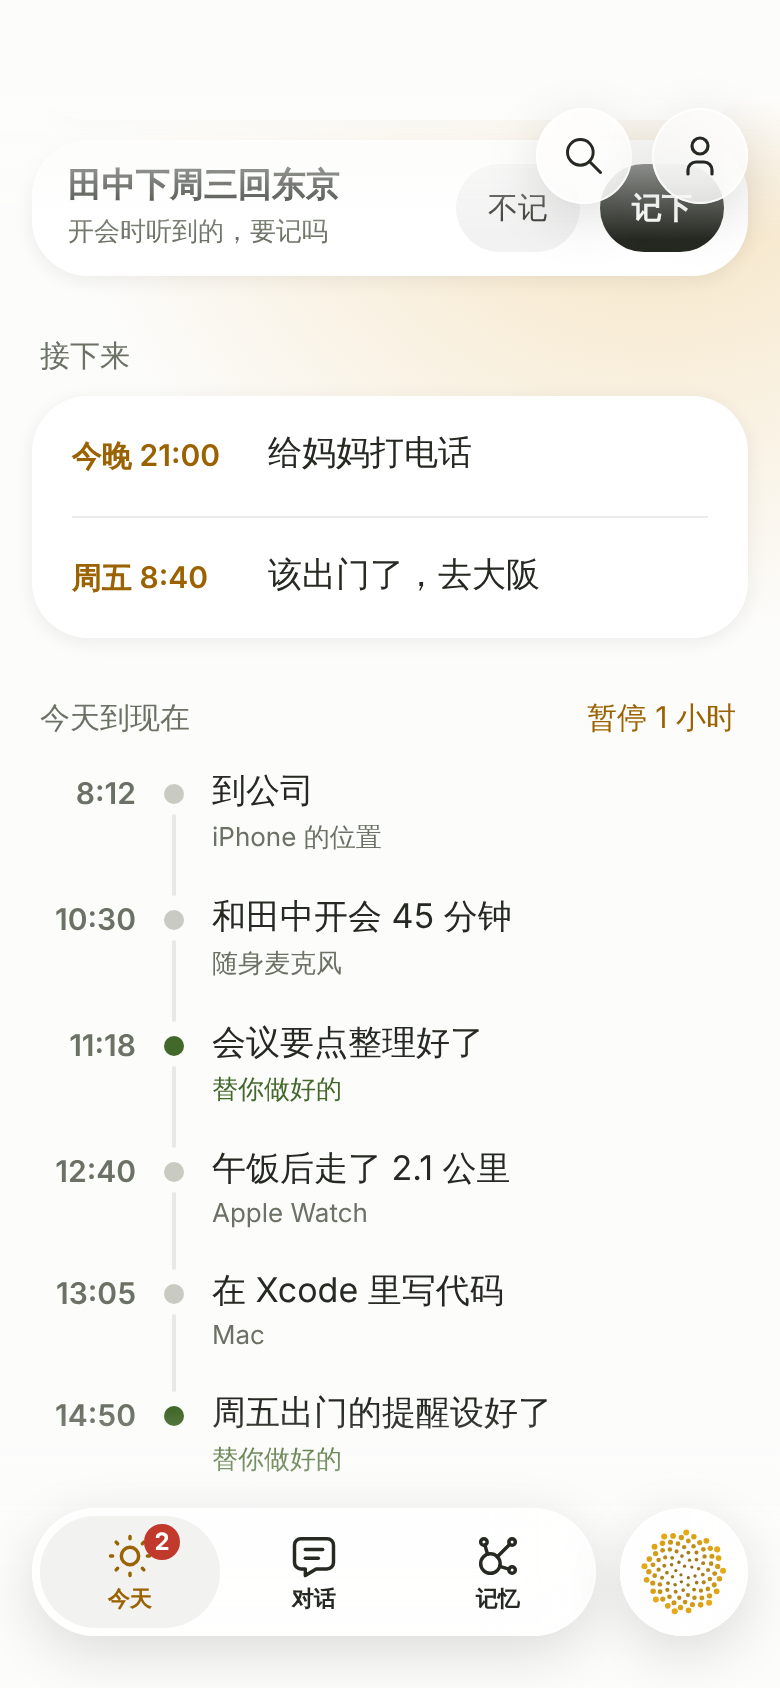 田中下周三回东京
开会时听到的，要记吗
不记
记下
接下来
今晚 21:00 给妈妈打电话
周五 8:40 该出门了，去大阪
今天到现在 暂停 1 小时
8:12 到公司
iPhone 的位置
10:30 和田中开会 45 分钟
随身麦克风
11:18 会议要点整理好了
替你做好的
12:40 午饭后走了 2.1 公里
Apple Watch
13:05 在 Xcode 里写代码
Mac
14:50 周五出门的提醒设好了
替你做好的
2
今天 对话 记忆